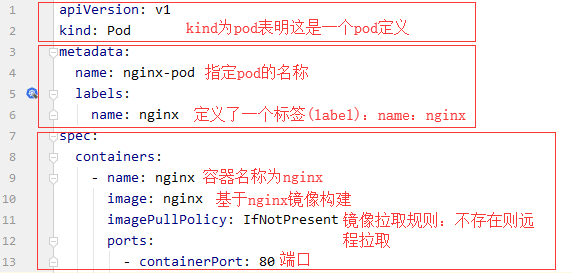 1 apiVersion: v1
2 kind: Pod kind为pod表明这是一个pod定义
3 metadata:
4 name: nginx-pod 指定pod的名称
5 labels:
6 name: nginx 定义了一个标签(label)：name：nginx
7 spec:
8 containers:
9 - name: nginx 容器名称为nginx
10 image: nginx 基于nginx镜像构建
11 imagePullPolicy: IfNotPresent 镜像拉取规则：不存在则远
12 ports: 程拉取
13 - containerPort: 80 端口